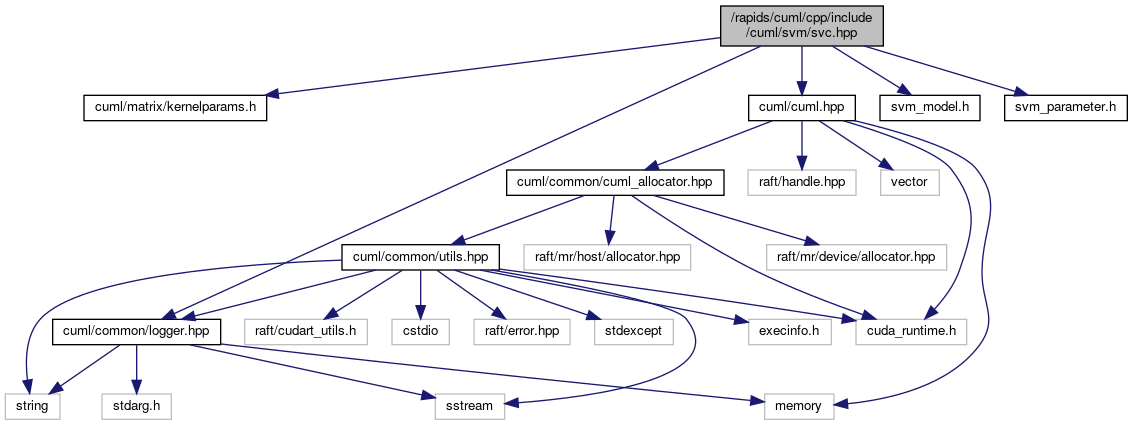 /rapids/cuml/cpp/include
/cuml/svm/svc.hpp
cuml/matrix/kernelparams.h
cuml/cuml.hpp
svm_model.h
svm_parameter.h
cuml/common/cuml_allocator.hpp
raft/handle.hpp
vector
cuml/common/utils.hpp
raft/mr/host/allocator.hpp
raft/mr/device/allocator.hpp
cuml/common/logger.hpp
raft/cudart_utils.h
cstdio
raft/error.hpp
stdexcept
execinfo.h
cuda_runtime.h
string
stdarg.h
sstream
memory